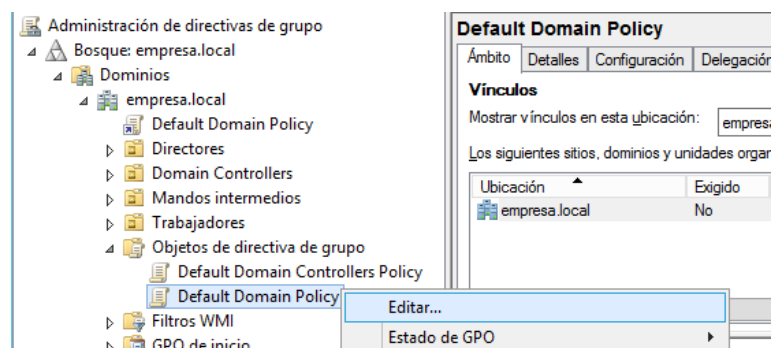 Administración de directivas de grupo
Bosque: empresa.local
Dominios
empresa.local
Default Domain Policy
Directores
Domain Controllers
Mandos intermedios
Trabajadores
Objetos de directiva de grupo
Default Domain Controllers Policy
Default Domain Policy
Filtros WMI
GPO de inicio
Default Domain Policy
Ámbito Detalles Configuración Delegación
Vínculos
Mostrar vínculos en esta ubicación: empresa
Los siguientes sitios, dominios y unidades organ
Ubicación Exigido
empresa.local No
Editar...
Estado de GPO